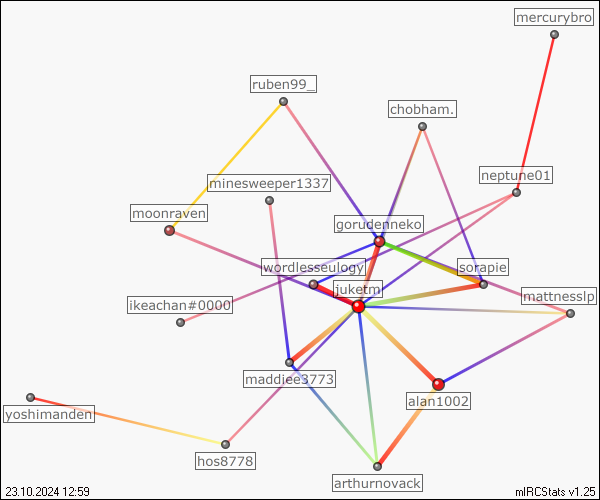 mercurybro
ruben99_
chobham.
neptune01
minesweeper1337
moonraven
gorudenneko
wordlesseulogy
sorapie
juketm
mattnesslp
ikeachan#0000
maddiee3773
alan1002
yoshimanden
hos8778
arthurnovack
23.10.2024 12:59
mIRCStats v1.25